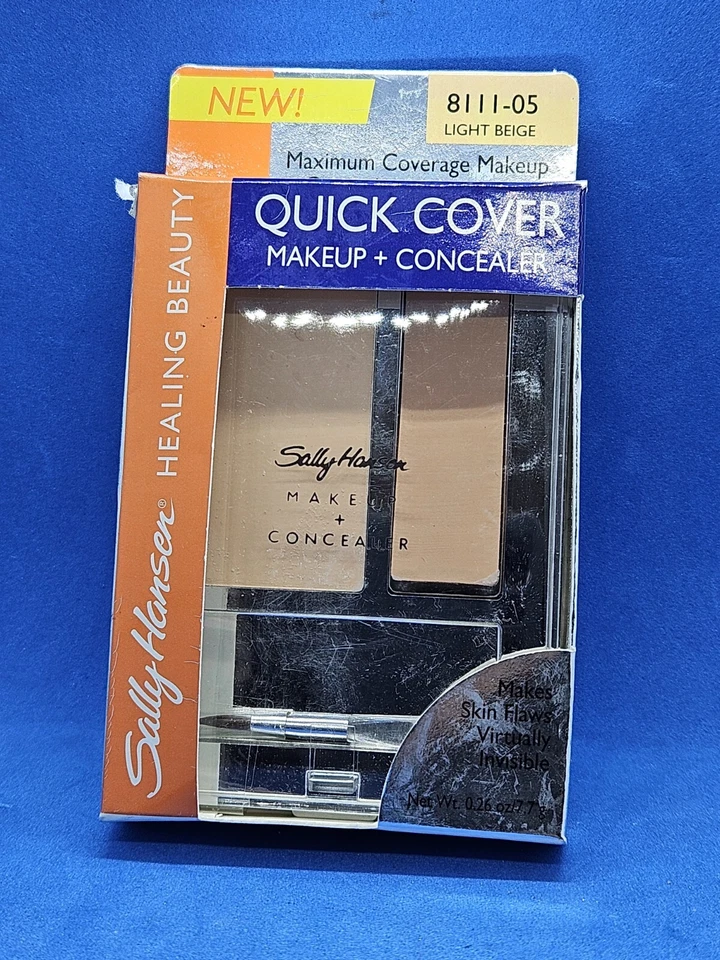 NEW!
8111-05
LIGHT BEIGE
Maximum Coverage Makeup
QUICK COVER
MAKEUP + CONCEALER
Sally Hansen® HEALING BEAUTY
Sally Hansen
MAKEUP
+
CONCEALER
Makes
Skin Flaws
Virtually
Invisible
Net Wt. 0.26 oz/7.7 g